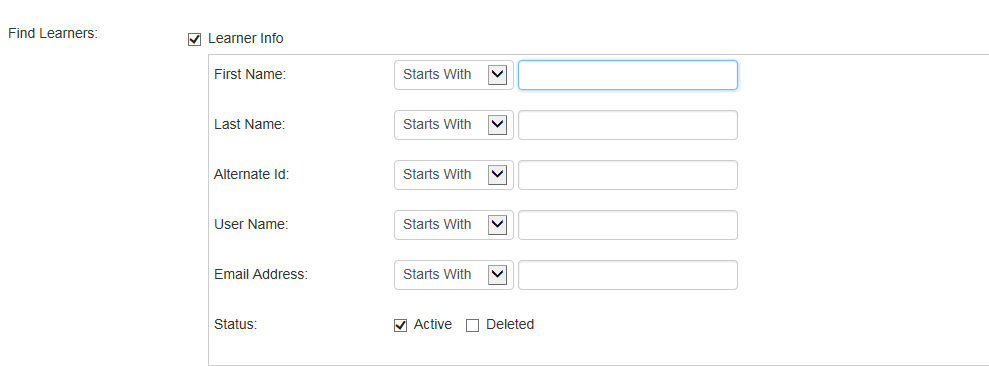 Find Learners:
Learner Info
First Name: Starts With
Last Name: Starts With
Alternate Id: Starts With
User Name: Starts With
Email Address: Starts With
Status: Active Deleted